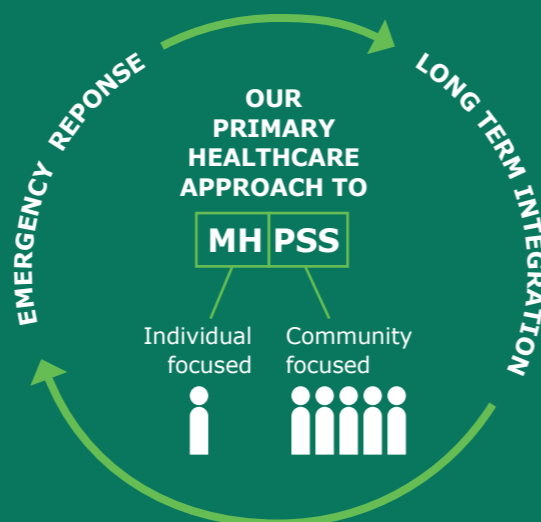 EMERGENCY REPONSE
LONG TERM INTEGRATION
OUR
PRIMARY
HEALTHCARE
APPROACH TO
MH PSS
Individual
focused
Community
focused